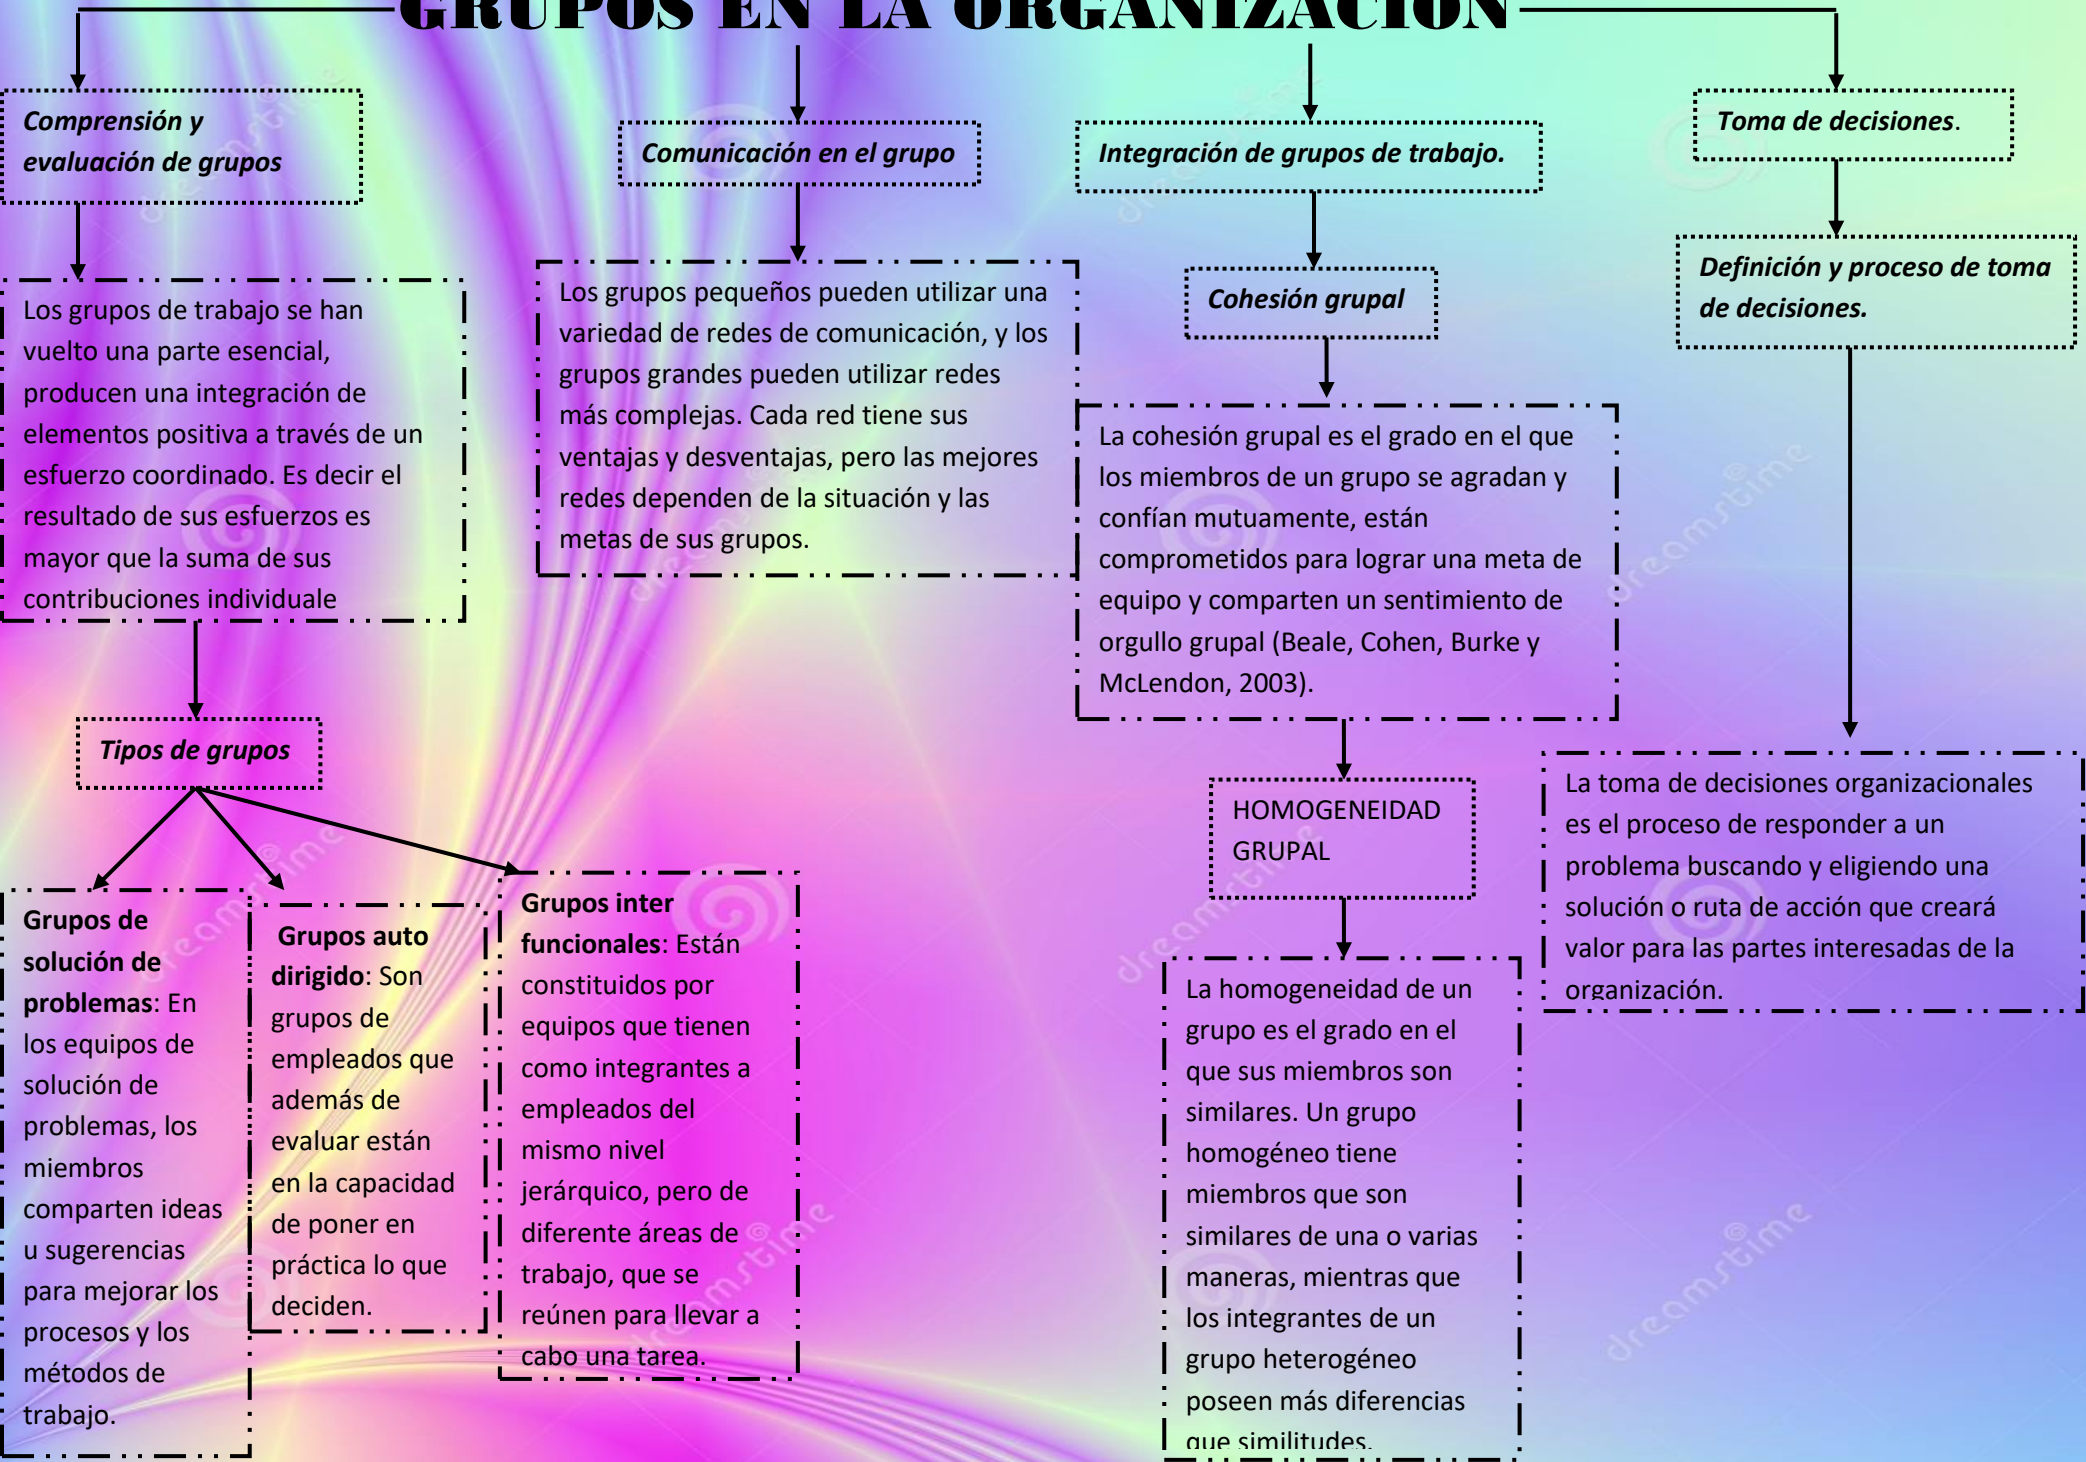 GRUPOS EN LA ORGANIZACIÓN
Comprensión y
evaluación de grupos
Los grupos de trabajo se han
vuelto una parte esencial,
producen una integración de
elementos positiva a través de un
esfuerzo coordinado. Es decir el
resultado de sus esfuerzos es
mayor que la suma de sus
contribuciones individuale
Tipos de grupos
Grupos de
solución de
problemas: En
los equipos de
solución de
problemas, los
miembros
comparten ideas
u sugerencias
para mejorar los
procesos y los
métodos de
trabajo.
Grupos auto
dirigido: Son
grupos de
empleados que
además de
evaluar están
en la capacidad
de poner en
práctica lo que
deciden.
Grupos inter
funcionales: Están
constituidos por
equipos que tienen
como integrantes a
empleados del
mismo nivel
jerárquico, pero de
diferente áreas de
trabajo, que se
reúnen para llevar a
cabo una tarea.
Comunicación en el grupo
Los grupos pequeños pueden utilizar una
variedad de redes de comunicación, y los
grupos grandes pueden utilizar redes
más complejas. Cada red tiene sus
ventajas y desventajas, pero las mejores
redes dependen de la situación y las
metas de sus grupos.
Integración de grupos de trabajo.
Cohesión grupal
La cohesión grupal es el grado en el que
los miembros de un grupo se agradan y
confían mutuamente, están
comprometidos para lograr una meta de
equipo y comparten un sentimiento de
orgullo grupal (Beale, Cohen, Burke y
McLendon, 2003).
HOMOGENEIDAD
GRUPAL
La homogeneidad de un
grupo es el grado en el
que sus miembros son
similares. Un grupo
homogéneo tiene
miembros que son
similares de una o varias
maneras, mientras que
los integrantes de un
grupo heterogéneo
poseen más diferencias
que similitudes.
Toma de decisiones.
Definición y proceso de toma
de decisiones.
La toma de decisiones organizacionales
es el proceso de responder a un
problema buscando y eligiendo una
solución o ruta de acción que creará
valor para las partes interesadas de la
organización.
dreamstime
dreamstime
dreamstime
dreamstime
dreamstime
dreamstime
dreamstime
dreamstime